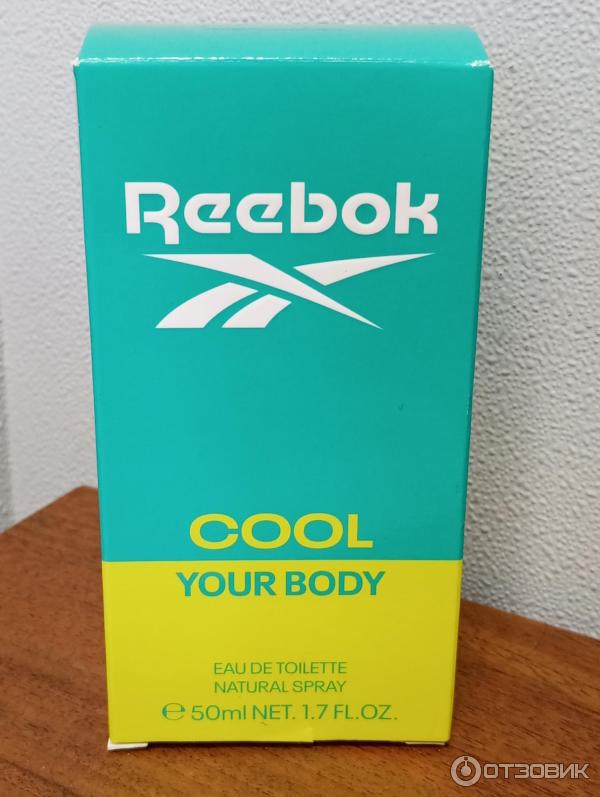 Reebok
COOL
YOUR BODY
EAU DE TOILETTE
NATURAL SPRAY
℮ 50ml NET. 1.7 FL.OZ.
ОТЗОВИК